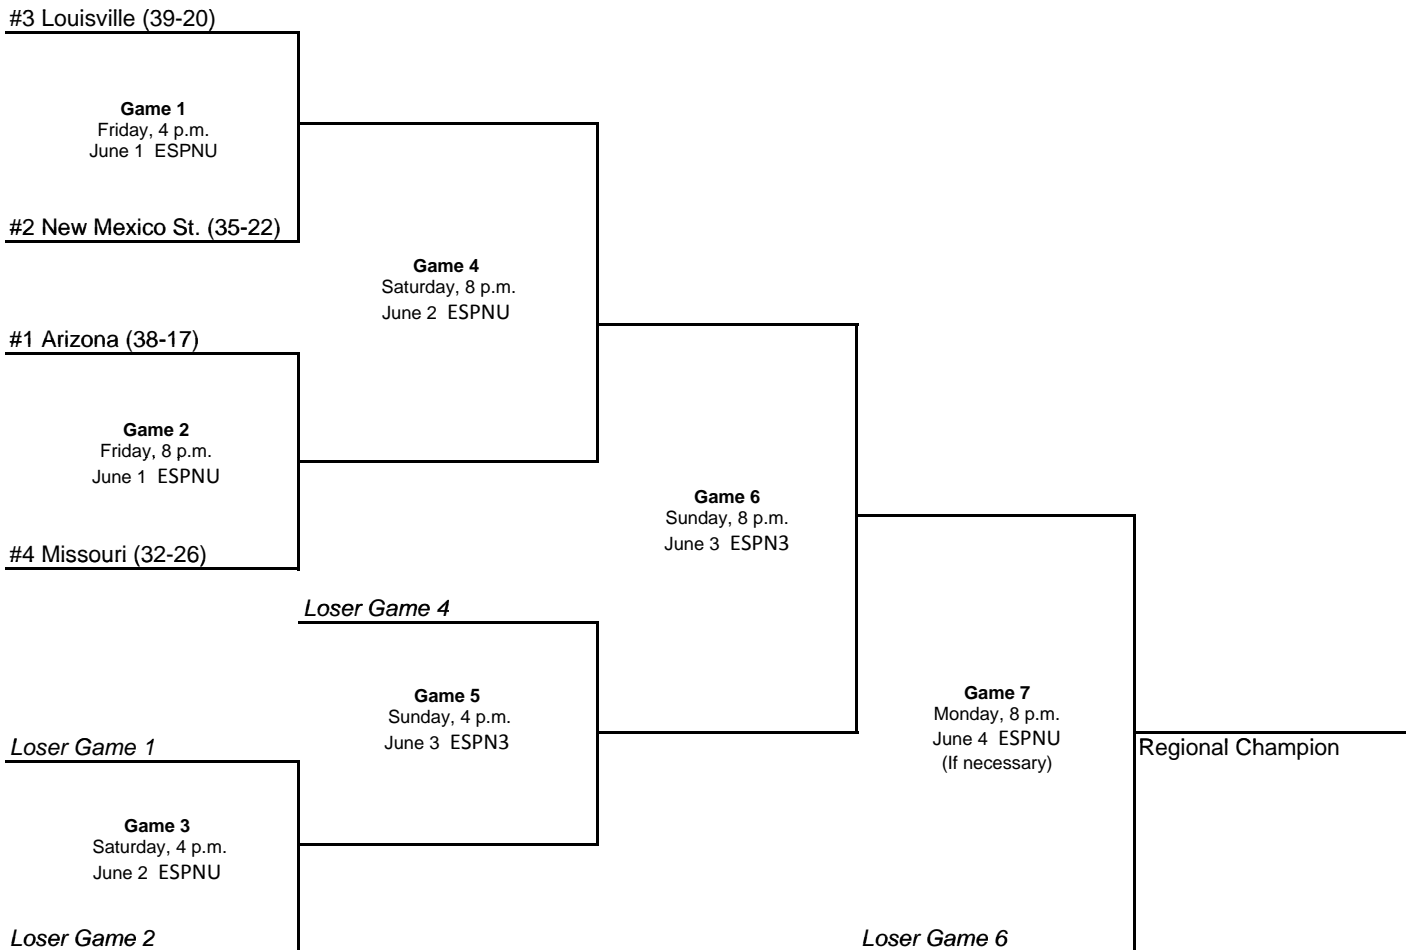 #3 Louisville (39-20)
Game 1
Friday, 4 p.m.
June 1 ESPNU
#2 New Mexico St. (35-22)
Game 4
Saturday, 8 p.m.
June 2 ESPNU
#1 Arizona (38-17)
Game 2
Friday, 8 p.m.
June 1 ESPNU
#4 Missouri (32-26)
Game 6
Sunday, 8 p.m.
June 3 ESPN3
Loser Game 4
Game 5
Sunday, 4 p.m.
June 3 ESPN3
Game 7
Monday, 8 p.m.
June 4 ESPNU
(If necessary)
Regional Champion
Loser Game 1
Game 3
Saturday, 4 p.m.
June 2 ESPNU
Loser Game 2
Loser Game 6